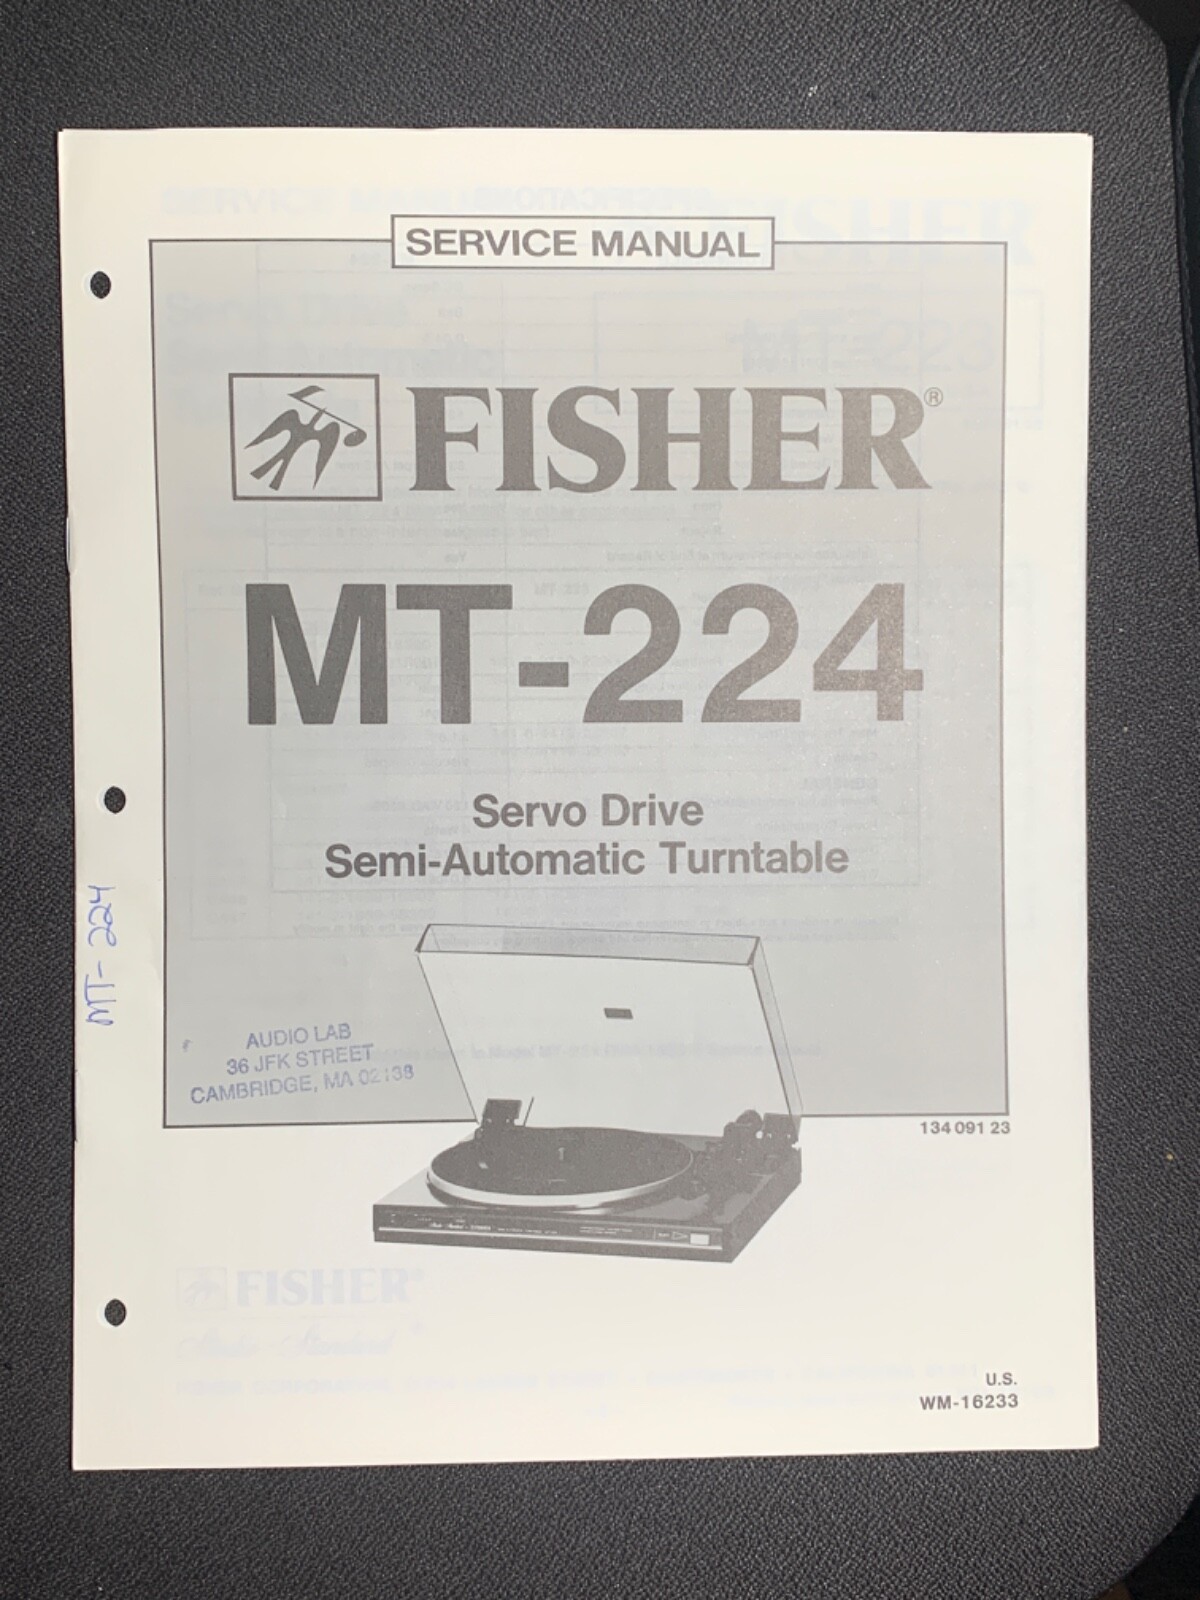 SERVICE MANUAL
FISHER®
MT-224
Servo Drive
Semi-Automatic Turntable
MT-224
AUDIO LAB
36 JFK STREET
CAMBRIDGE, MA 02138
134 091 23
U.S.
WM-16233